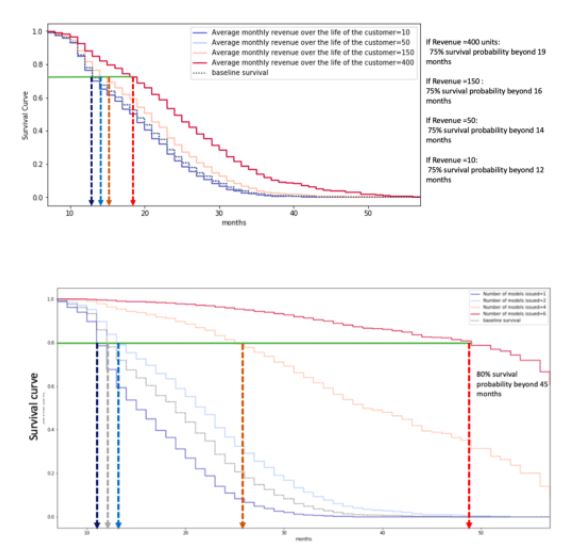 Average monthly revenue over the life of the customer=10
Average monthly revenue over the life of the customer=50
Average monthly revenue over the life of the customer=150
Average monthly revenue over the life of the customer=400
baseline survival
1.0
0.8
0.6
0.4
0.2
0.0
Survival Curve
10
20
30
40
50
months
If Revenue =400 units:
75% survival probability beyond 19
months
If Revenue =150 :
75% survival probability beyond 16
months
If Revenue =50:
75% survival probability beyond 14
months
If Revenue =10:
75% survival probability beyond 12
months
Number of models issued=1
Number of models issued=2
Number of models issued=4
Number of models issued=6
baseline survival
1.0
0.8
0.6
0.4
0.2
0.0
Survival curve
10
20
30
40
50
months
80% survival
probability beyond 45
months